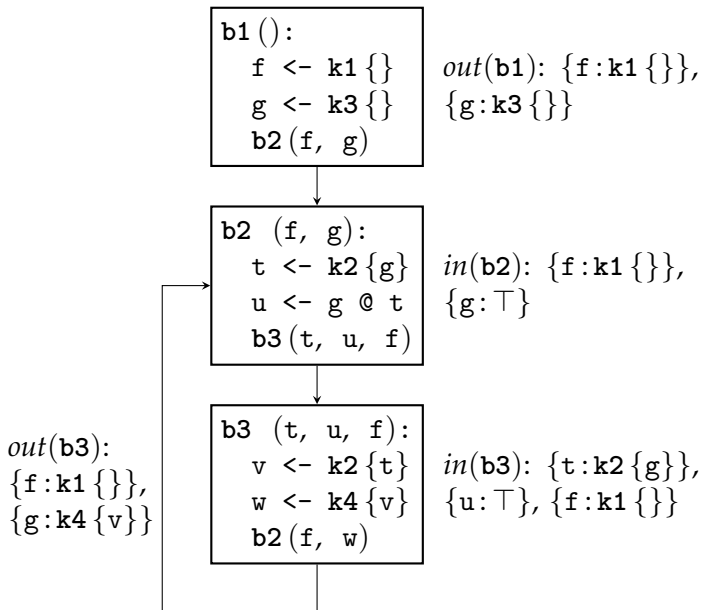 b1():
f <- k1{}
g <- k3{}
b2(f, g)
out(b1): {f:k1{}},
{g:k3{}}
b2 (f, g):
t <- k2{g}
u <- g @ t
b3(t, u, f)
in(b2): {f:k1{}},
{g:⊤}
out(b3):
{f:k1{}},
{g:k4{v}}
b3 (t, u, f):
v <- k2{t}
w <- k4{v}
b2(f, w)
in(b3): {t:k2{g}},
{u:⊤}, {f:k1{}}